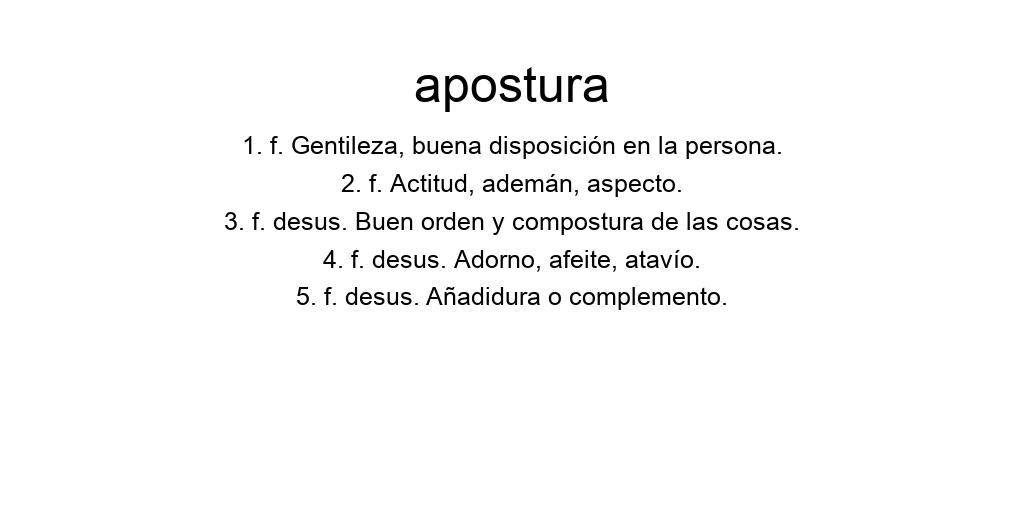 apostura
1. f. Gentileza, buena disposición en la persona.
2. f. Actitud, ademán, aspecto.
3. f. desus. Buen orden y compostura de las cosas.
4. f. desus. Adorno, afeite, atavío.
5. f. desus. Añadidura o complemento.